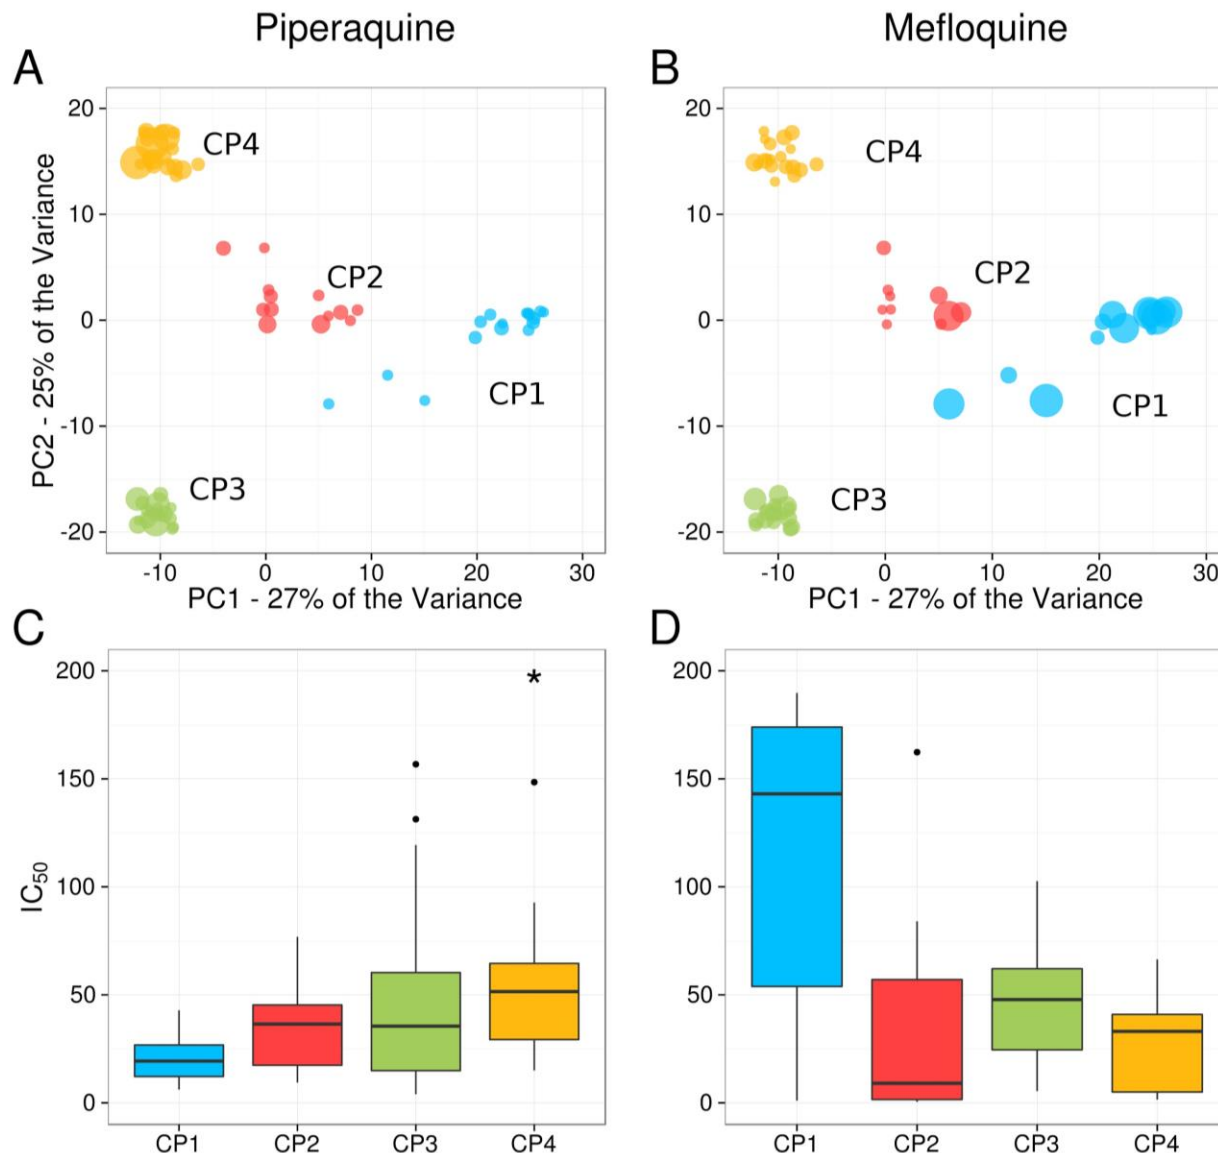 Piperaquine
Mefloquine
A
B
20
10
0
-10
-20
PC2 - 25% of the Variance
CP4
CP2
CP1
CP3
-10 0 10 20 30
PC1 - 27% of the Variance
20
10
0
-10
-20
CP4
CP2
CP1
CP3
-10 0 10 20 30
PC1 - 27% of the Variance
C
D
200
150
100
50
0
IC50
*
CP1 CP2 CP3 CP4
200
150
100
50
0
CP1 CP2 CP3 CP4